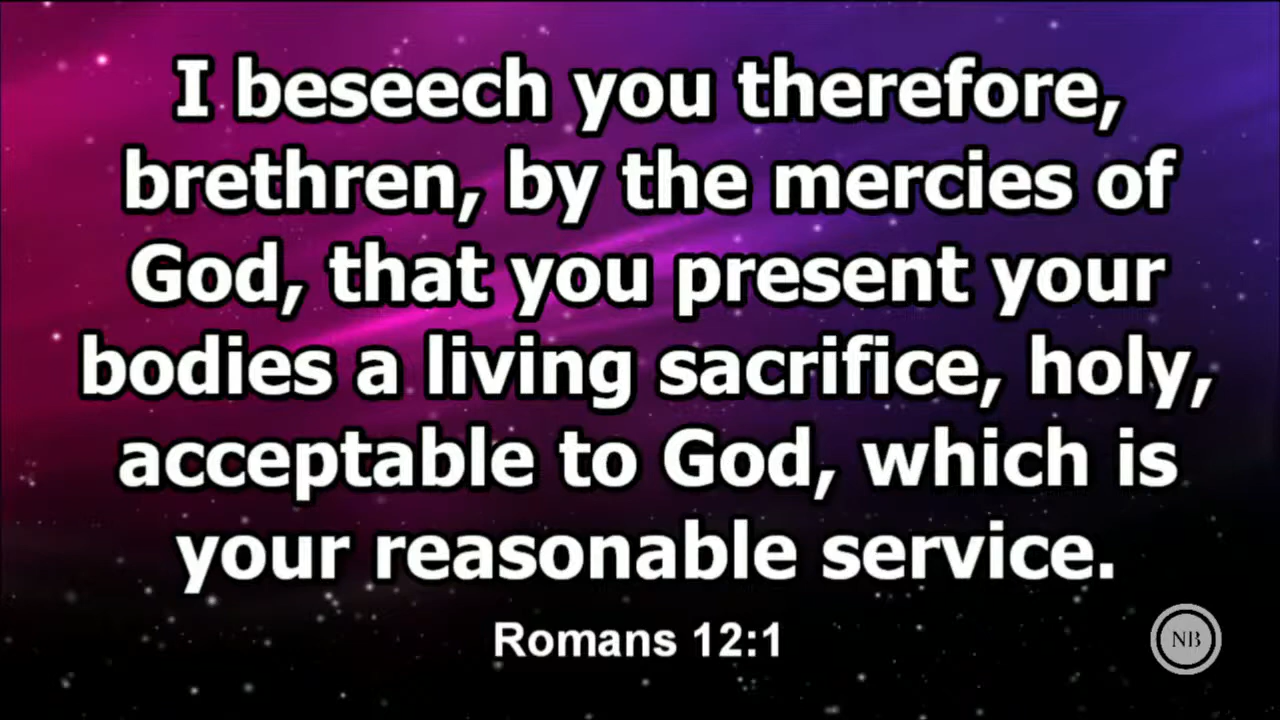 I beseech you therefore,
brethren, by the mercies of
God, that you present your
bodies a living sacrifice, holy,
acceptable to God, which is
your reasonable service.
Romans 12:1
NB